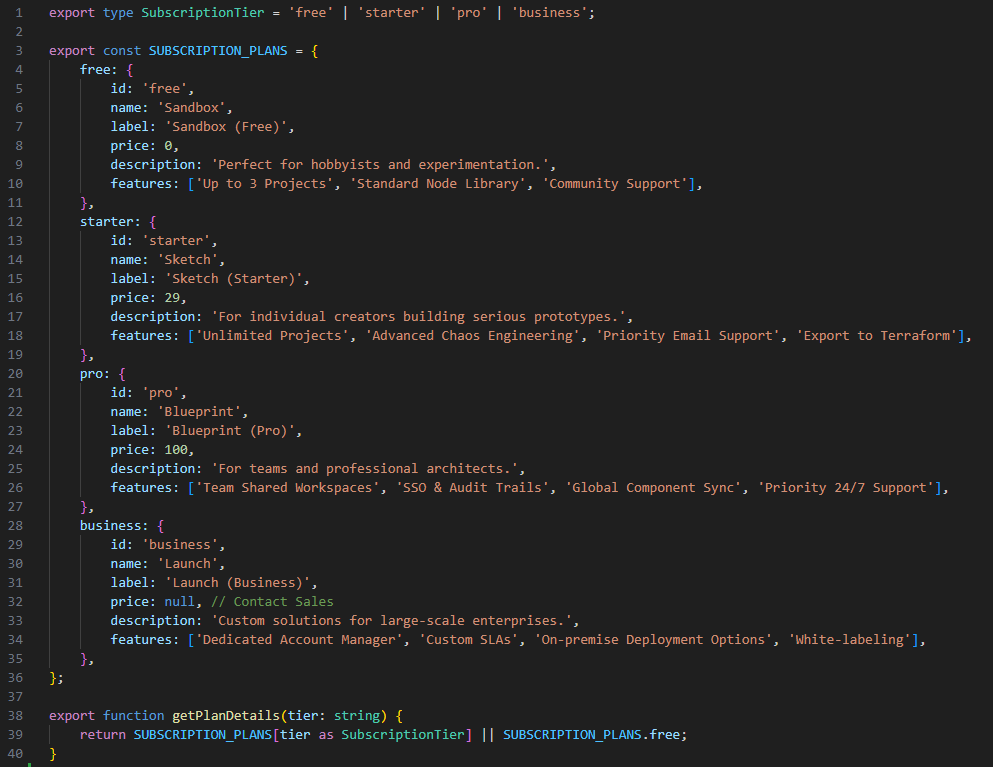 1 export type SubscriptionTier = 'free' | 'starter' | 'pro' | 'business';
2
3 export const SUBSCRIPTION_PLANS = {
4     free: {
5         id: 'free',
6         name: 'Sandbox',
7         label: 'Sandbox (Free)',
8         price: 0,
9         description: 'Perfect for hobbyists and experimentation.',
10         features: ['Up to 3 Projects', 'Standard Node Library', 'Community Support'],
11     },
12     starter: {
13         id: 'starter',
14         name: 'Sketch',
15         label: 'Sketch (Starter)',
16         price: 29,
17         description: 'For individual creators building serious prototypes.',
18         features: ['Unlimited Projects', 'Advanced Chaos Engineering', 'Priority Email Support', 'Export to Terraform'],
19     },
20     pro: {
21         id: 'pro',
22         name: 'Blueprint',
23         label: 'Blueprint (Pro)',
24         price: 100,
25         description: 'For teams and professional architects.',
26         features: ['Team Shared Workspaces', 'SSO & Audit Trails', 'Global Component Sync', 'Priority 24/7 Support'],
27     },
28     business: {
29         id: 'business',
30         name: 'Launch',
31         label: 'Launch (Business)',
32         price: null, // Contact Sales
33         description: 'Custom solutions for large-scale enterprises.',
34         features: ['Dedicated Account Manager', 'Custom SLAs', 'On-premise Deployment Options', 'White-labeling'],
35     },
36 };
37
38 export function getPlanDetails(tier: string) {
39     return SUBSCRIPTION_PLANS[tier as SubscriptionTier] || SUBSCRIPTION_PLANS.free;
40 }